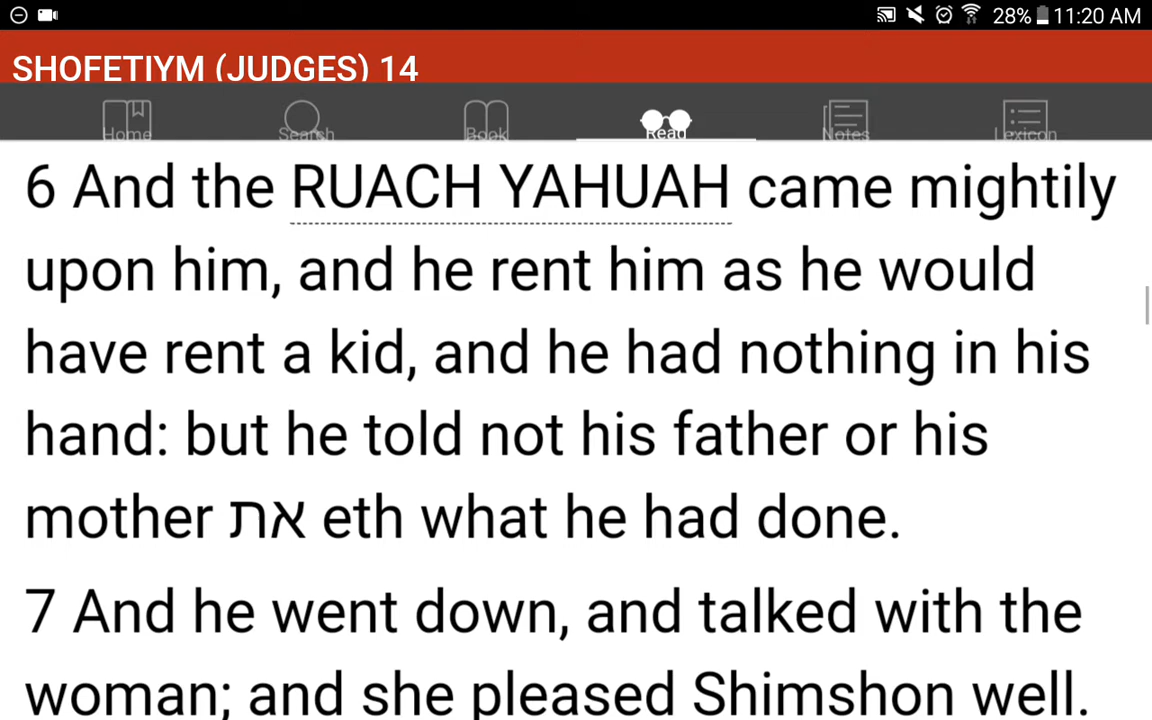 28% 11:20 AM
SHOFETIYM (JUDGES) 14
Home Search Book Read Notes Lexicon
6 And the RUACH YAHUAH came mightily
upon him, and he rent him as he would
have rent a kid, and he had nothing in his
hand: but he told not his father or his
mother את eth what he had done.
7 And he went down, and talked with the
woman; and she pleased Shimshon well.